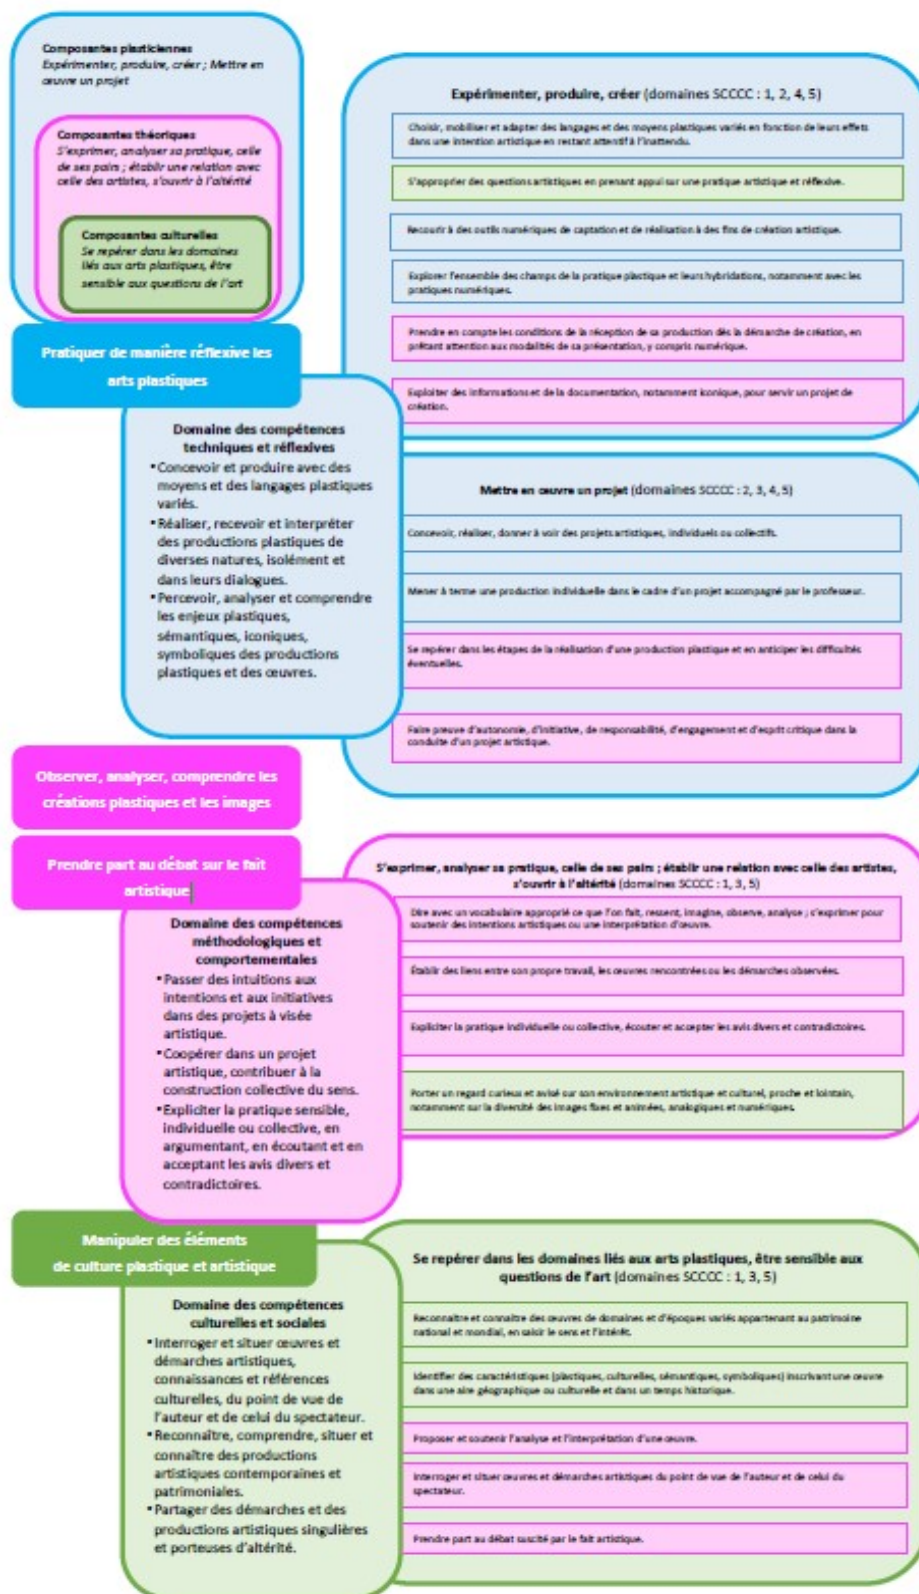 Composantes plasticiennes
Expérimenter, produire, créer ; Mettre en
œuvre un projet
Composantes théoriques
S'exprimer, analyser sa pratique, celle
de ses pairs ; établir une relation avec
celle des artistes, s'ouvrir à l'altérité
Composantes culturelles
Se repérer dans les domaines
liés aux arts plastiques, être
sensible aux questions de l'art
Pratiquer de manière réflexive les
arts plastiques
Expérimenter, produire, créer (domaines SCCCC : 1, 2, 4, 5)
Choisir, mobiliser et adapter des langages et des moyens plastiques variés en fonction de leurs effets
dans une intention artistique en restant attentif à l'inattendu.
S'approprier des questions artistiques en prenant appui sur une pratique artistique et réflexive.
Recourir à des outils numériques de captation et de réalisation à des fins de création artistique.
Explorer l'ensemble des champs de la pratique plastique et leurs hybridations, notamment avec les
pratiques numériques.
Prendre en compte les conditions de la réception de sa production dès la démarche de création, en
prêtant attention aux modalités de sa présentation, y compris numérique.
Exploiter des informations et de la documentation, notamment iconique, pour servir un projet de
création.
Domaine des compétences
techniques et réflexives
▪Concevoir et produire avec des
moyens et des langages plastiques
variés.
▪Réaliser, recevoir et interpréter
des productions plastiques de
diverses natures, isolément et
dans leurs dialogues.
▪Percevoir, analyser et comprendre
les enjeux plastiques,
sémantiques, iconiques,
symboliques des productions
plastiques et des œuvres.
Mettre en œuvre un projet (domaines SCCCC : 2, 3, 4, 5)
Concevoir, réaliser, donner à voir des projets artistiques, individuels ou collectifs.
Mener à terme une production individuelle dans le cadre d'un projet accompagné par le professeur.
Se repérer dans les étapes de la réalisation d'une production plastique et en anticiper les difficultés
éventuelles.
Faire preuve d'autonomie, d'initiative, de responsabilité, d'engagement et d'esprit critique dans la
conduite d'un projet artistique.
Observer, analyser, comprendre les
créations plastiques et les images
Prendre part au débat sur le fait
artistique
S'exprimer, analyser sa pratique, celle de ses pairs ; établir une relation avec celle des artistes,
s'ouvrir à l'altérité (domaines SCCCC : 1, 3, 5)
Dire avec un vocabulaire approprié ce que l'on fait, ressent, imagine, observe, analyse ; s'exprimer pour
soutenir des intentions artistiques ou une interprétation d'œuvre.
Établir des liens entre son propre travail, les œuvres rencontrées ou les démarches observées.
Expliciter la pratique individuelle ou collective, écouter et accepter les avis divers et contradictoires.
Porter un regard curieux et avisé sur son environnement artistique et culturel, proche et lointain,
notamment sur la diversité des images fixes et animées, analogiques et numériques.
Domaine des compétences
méthodologiques et
comportementales
▪Passer des intuitions aux
intentions et aux initiatives
dans des projets à visée
artistique.
▪Coopérer dans un projet
artistique, contribuer à la
construction collective du sens.
▪Expliciter la pratique sensible,
individuelle ou collective, en
argumentant, en écoutant et en
acceptant les avis divers et
contradictoires.
Manipuler des éléments
de culture plastique et artistique
Domaine des compétences
culturelles et sociales
▪Interroger et situer œuvres et
démarches artistiques,
connaissances et références
culturelles, du point de vue de
l'auteur et de celui du spectateur.
▪Reconnaître, comprendre, situer et
connaître des productions
artistiques contemporaines et
patrimoniales.
▪Partager des démarches et des
productions artistiques singulières
et porteuses d'altérité.
Se repérer dans les domaines liés aux arts plastiques, être sensible aux
questions de l'art (domaines SCCCC : 1, 3, 5)
Reconnaitre et connaitre des œuvres de domaines et d'époques variés appartenant au patrimoine
national et mondial, en saisir le sens et l'intérêt.
Identifier des caractéristiques (plastiques, culturelles, sémantiques, symboliques) inscrivant une œuvre
dans une aire géographique ou culturelle et dans un temps historique.
Proposer et soutenir l'analyse et l'interprétation d'une œuvre.
Interroger et situer œuvres et démarches artistiques du point de vue de l'auteur et de celui du
spectateur.
Prendre part au débat suscité par le fait artistique.